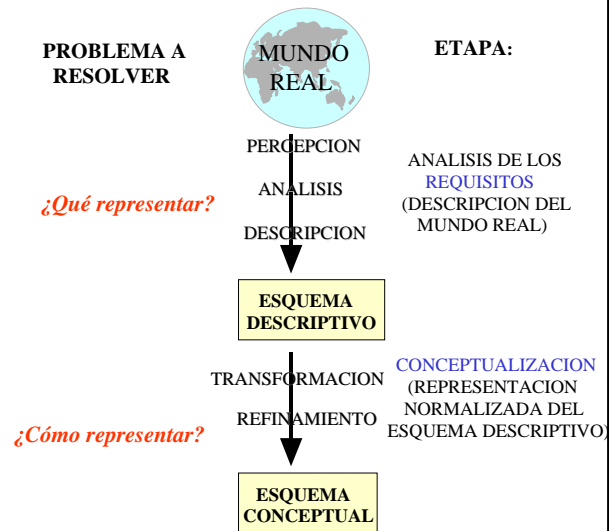 PROBLEMA A
RESOLVER
MUNDO
REAL
ETAPA:
PERCEPCION
ANALISIS
DESCRIPCION
¿Qué representar?
ANALISIS DE LOS
REQUISITOS
(DESCRIPCION DEL
MUNDO REAL)
ESQUEMA
DESCRIPTIVO
TRANSFORMACION
REFINAMIENTO
¿Cómo representar?
CONCEPTUALIZACION
(REPRESENTACION
NORMALIZADA DEL
ESQUEMA DESCRIPTIVO)
ESQUEMA
CONCEPTUAL